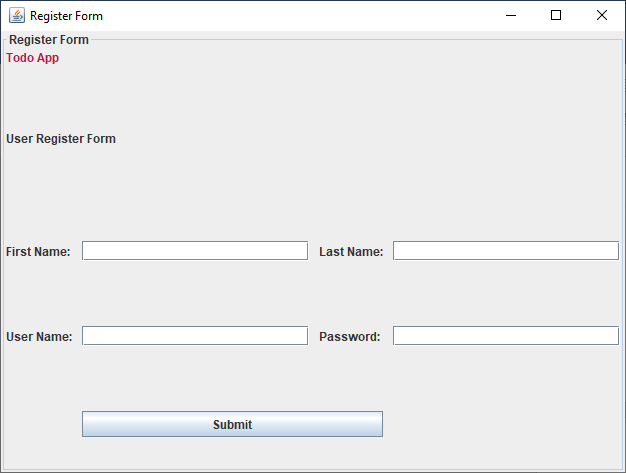 Register Form
Register Form
Todo App
User Register Form
First Name: Last Name:
User Name: Password:
Submit